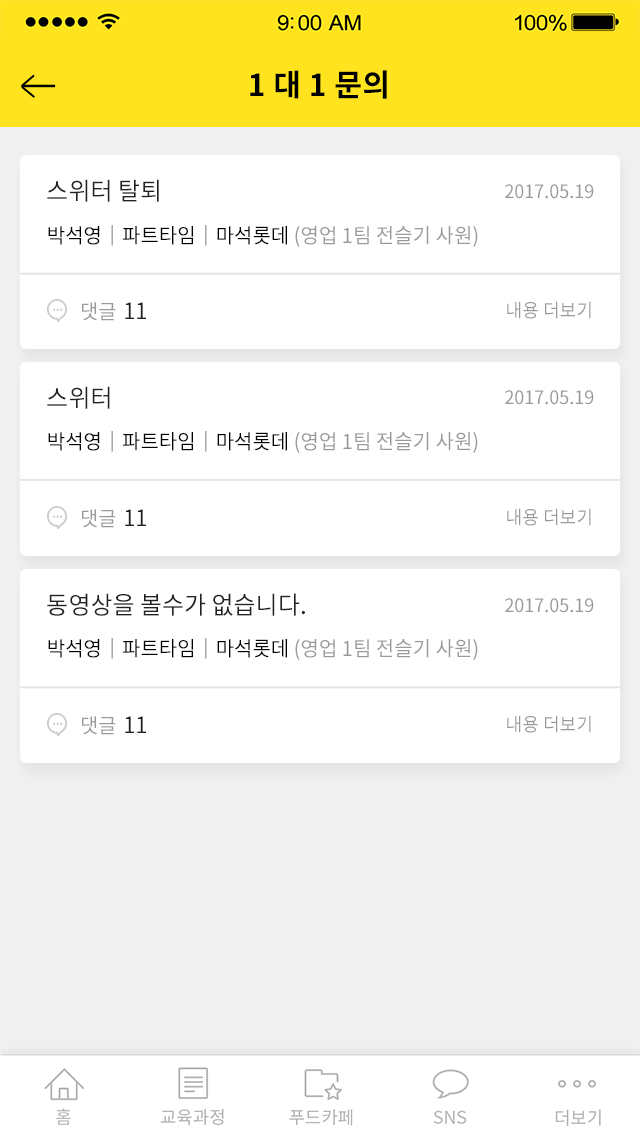 9:00 AM 100%
1 대 1 문의
스위터 탈퇴 2017.05.19
박석영 | 파트타임 | 마석롯데 (영업 1팀 전슬기 사원)
댓글 11 내용 더보기
스위터 2017.05.19
박석영 | 파트타임 | 마석롯데 (영업 1팀 전슬기 사원)
댓글 11 내용 더보기
동영상을 볼수가 없습니다. 2017.05.19
박석영 | 파트타임 | 마석롯데 (영업 1팀 전슬기 사원)
댓글 11 내용 더보기
홈 교육과정 푸드카페 SNS 더보기